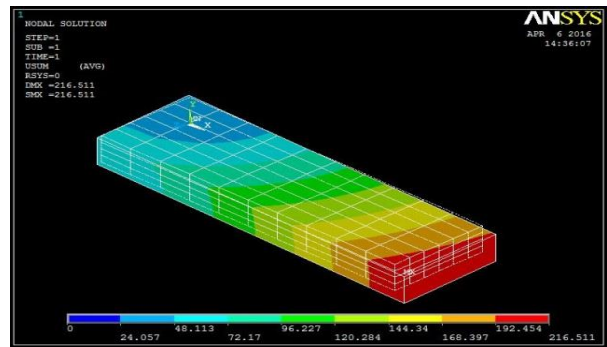 1
NODAL SOLUTION
STEP=1
SUB =1
TIME=1
USUM (AVG)
RSYS=0
DMX =216.511
SMX =216.511
ANSYS
APR 6 2016
14:36:07
Y
X
MX
0 48.113 96.227 144.34 192.454
24.057 72.17 120.284 168.397 216.511